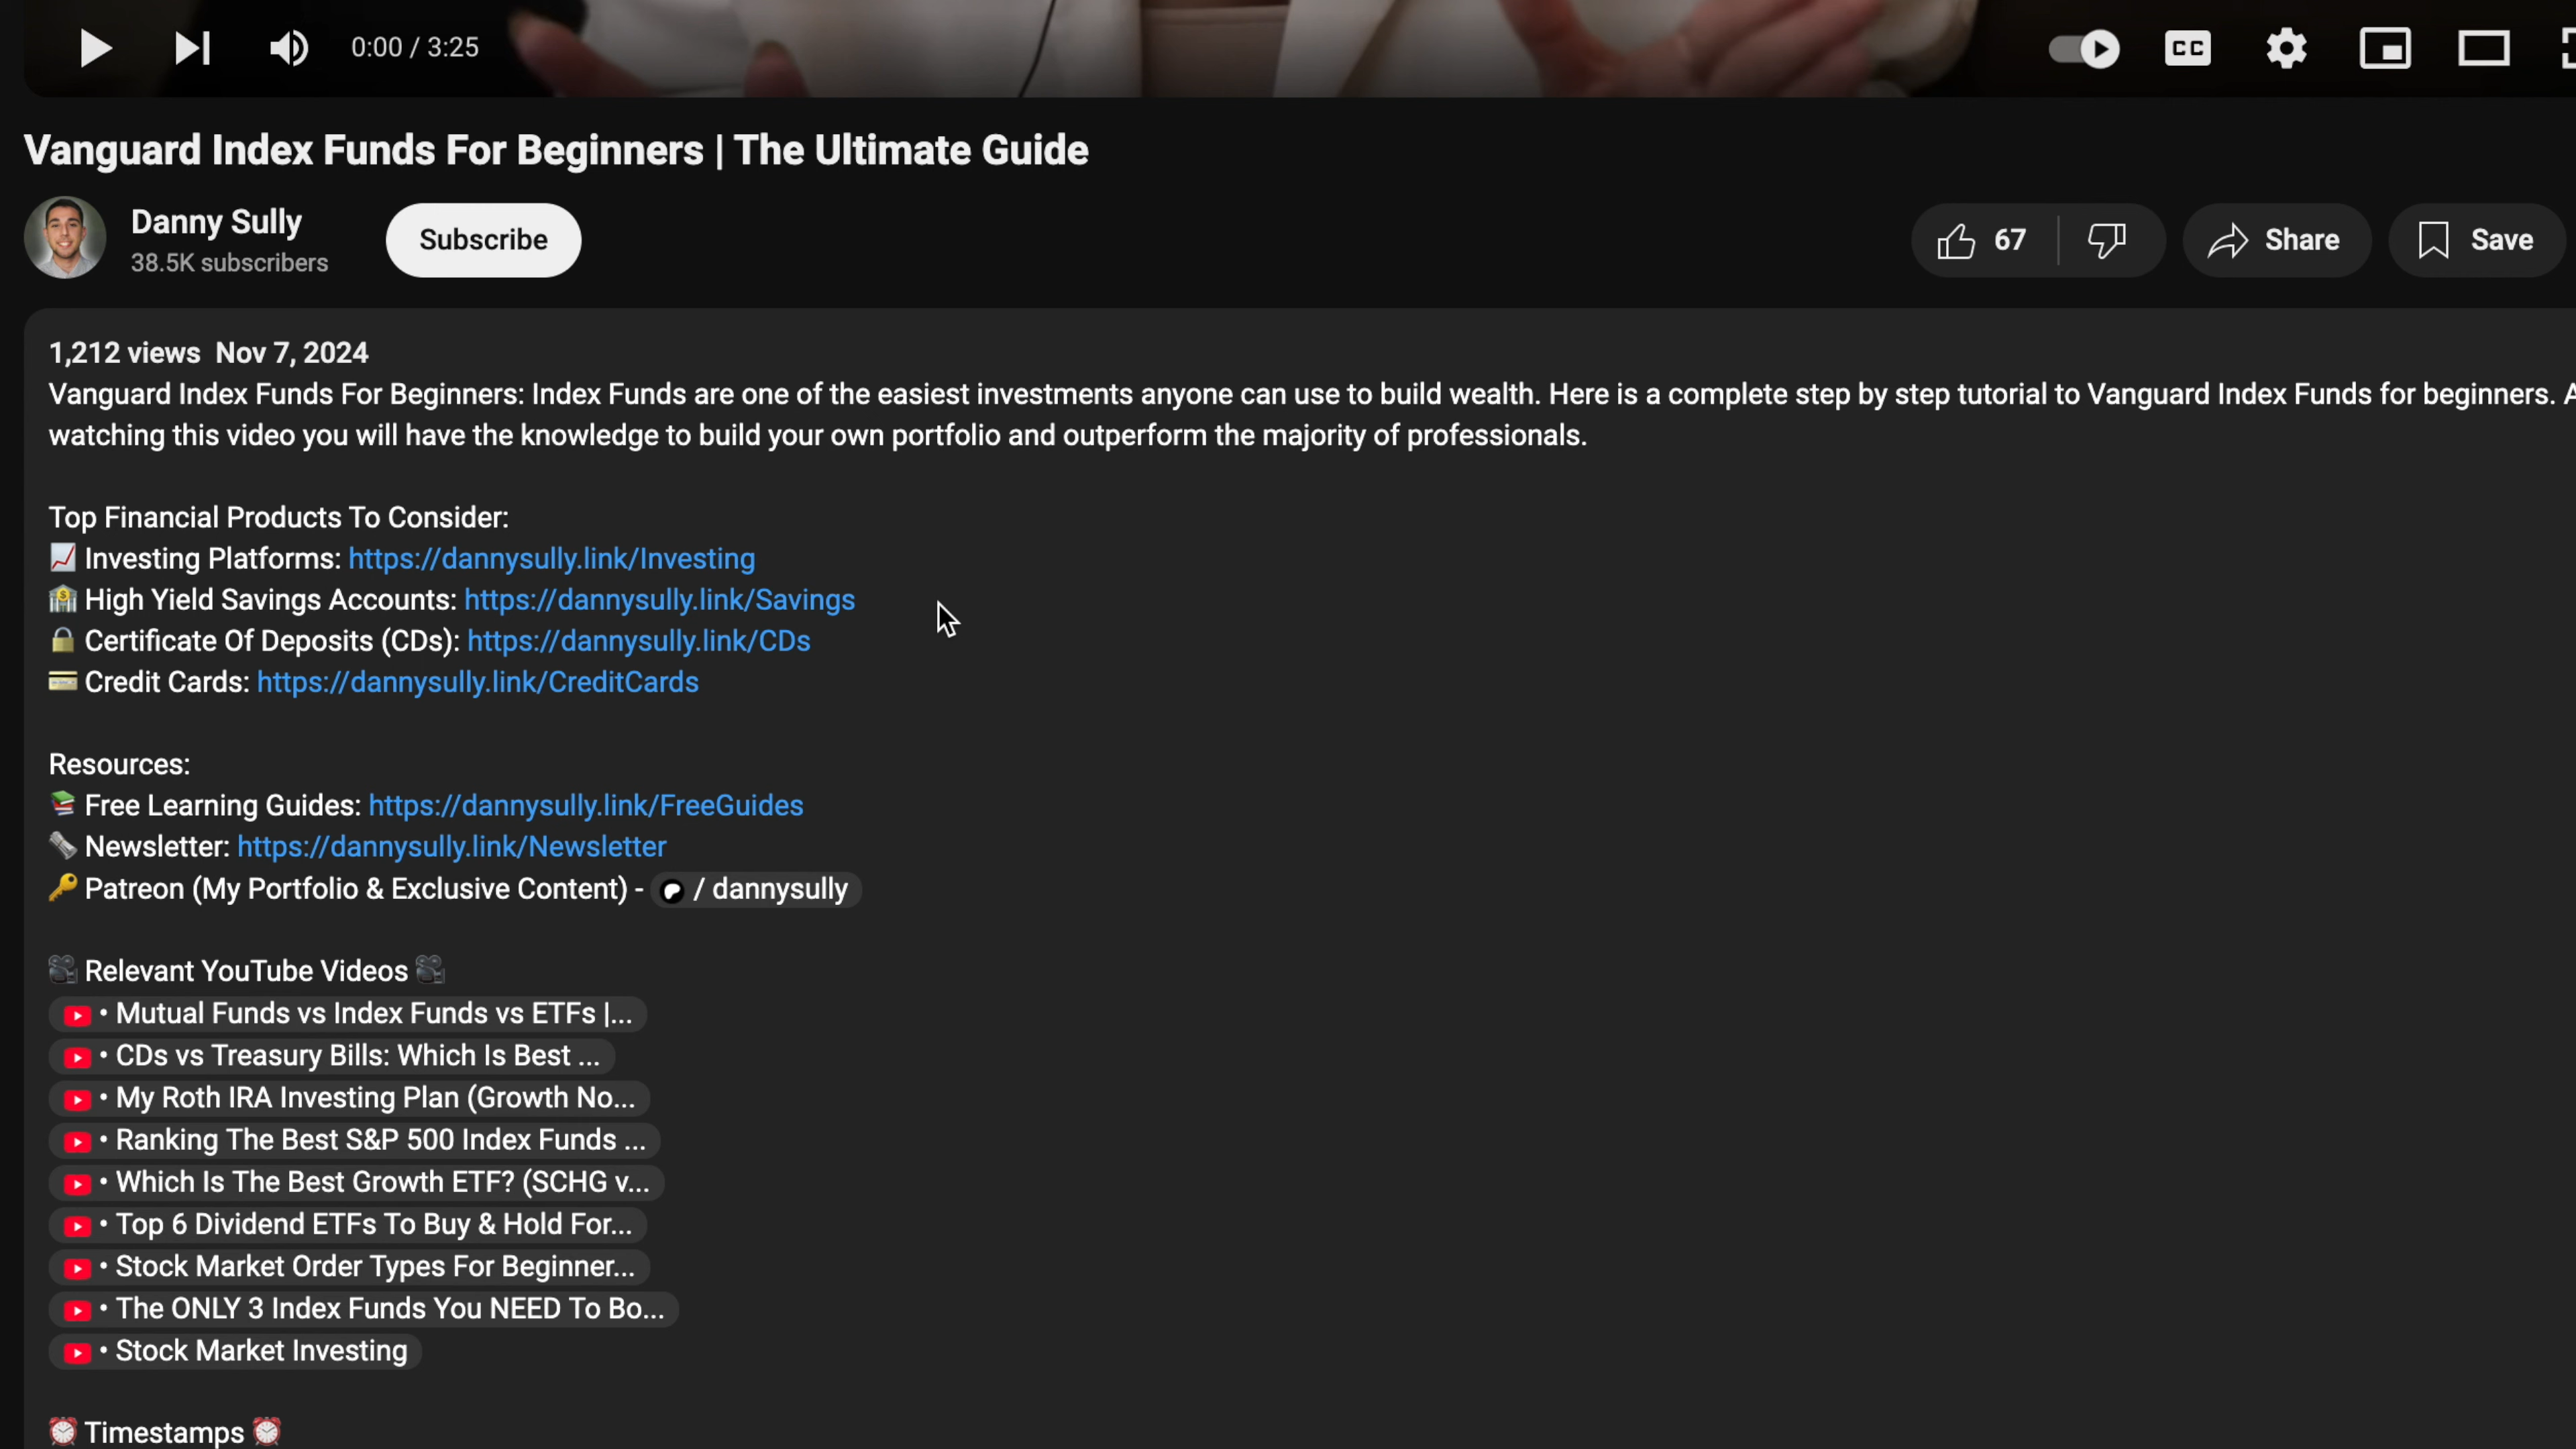 0:00 / 3:25
CC
Vanguard Index Funds For Beginners | The Ultimate Guide
Danny Sully
38.5K subscribers
Subscribe
67
Share
Save
1,212 views Nov 7, 2024
Vanguard Index Funds For Beginners: Index Funds are one of the easiest investments anyone can use to build wealth. Here is a complete step by step tutorial to Vanguard Index Funds for beginners.
watching this video you will have the knowledge to build your own portfolio and outperform the majority of professionals.
Top Financial Products To Consider:
📈 Investing Platforms: https://dannysully.link/Investing
🏦 High Yield Savings Accounts: https://dannysully.link/Savings
🔒 Certificate Of Deposits (CDs): https://dannysully.link/CDs
💳 Credit Cards: https://dannysully.link/CreditCards
Resources:
📚 Free Learning Guides: https://dannysully.link/FreeGuides
🗞 Newsletter: https://dannysully.link/Newsletter
🔑 Patreon (My Portfolio & Exclusive Content) - / dannysully
🎥 Relevant YouTube Videos 🎥
• Mutual Funds vs Index Funds vs ETFs |...
• CDs vs Treasury Bills: Which Is Best ...
• My Roth IRA Investing Plan (Growth No...
• Ranking The Best S&P 500 Index Funds ...
• Which Is The Best Growth ETF? (SCHG v...
• Top 6 Dividend ETFs To Buy & Hold For...
• Stock Market Order Types For Beginner...
• The ONLY 3 Index Funds You NEED To Bo...
• Stock Market Investing
⏰ Timestamps ⏰